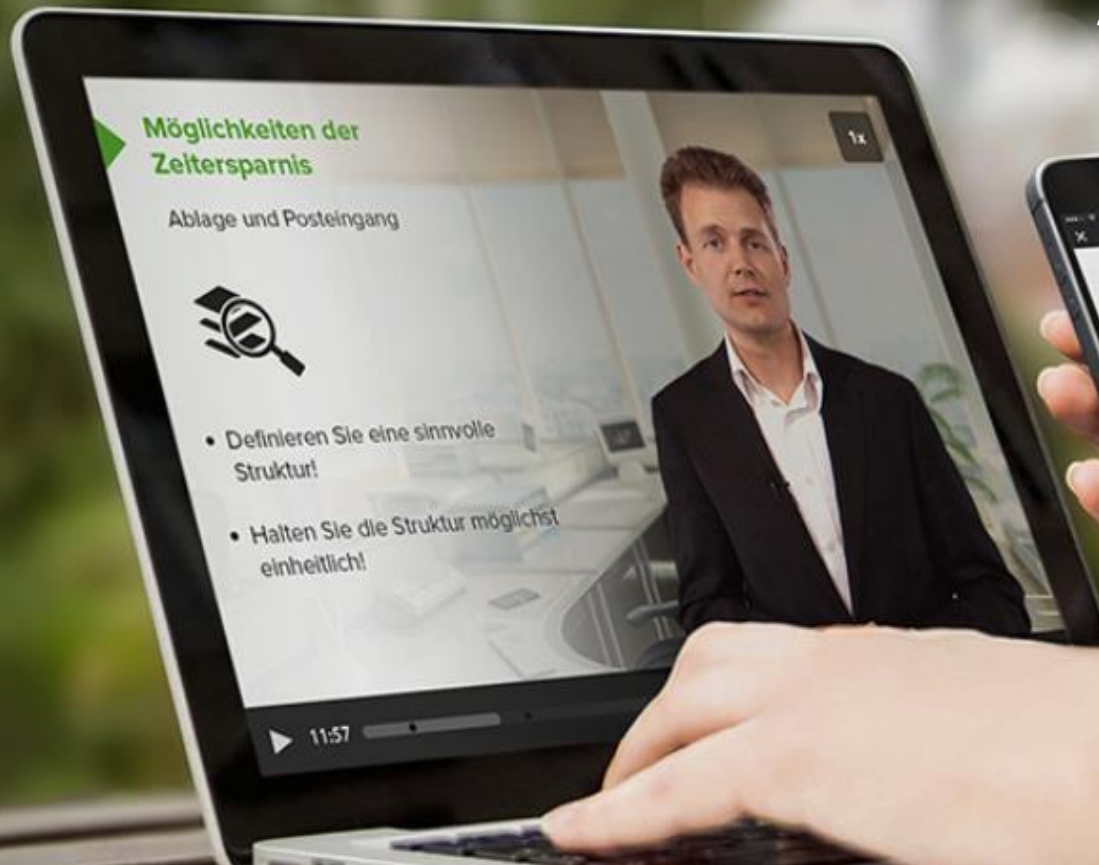 Möglichkeiten der
Zeitersparnis
1x
Ablage und Posteingang
• Definieren Sie eine sinnvolle
Struktur!
• Halten Sie die Struktur möglichst
einheitlich!
11:57